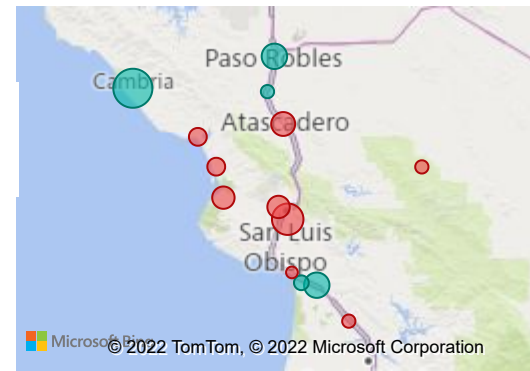 Paso Robles
Cambria
Atascadero
San Luis
Obispo
Microsoft Bing
© 2022 TomTom, © 2022 Microsoft Corporation